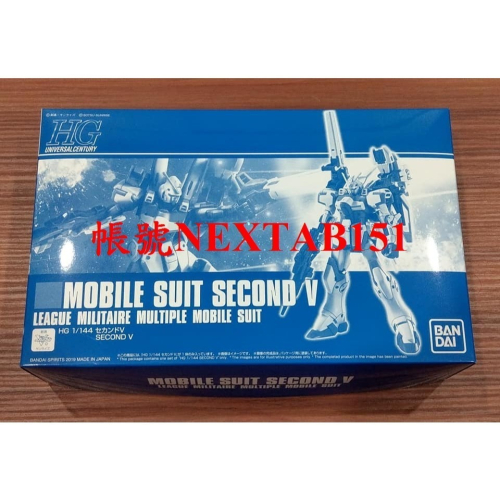 HG
UNIVERSAL CENTURY
帳號NEXTAB151
MOBILE SUIT SECOND V
LEAGUE MILITAIRE MULTIPLE MOBILE SUIT
HG 1/144 セカンドV
SECOND V
BANDAI SPIRITS 2019 MADE IN JAPAN
BAN
DAI
MOBILE SUIT SECOND V
LEAGUE MILITAIRE MULTIPLE MOBILE SUIT